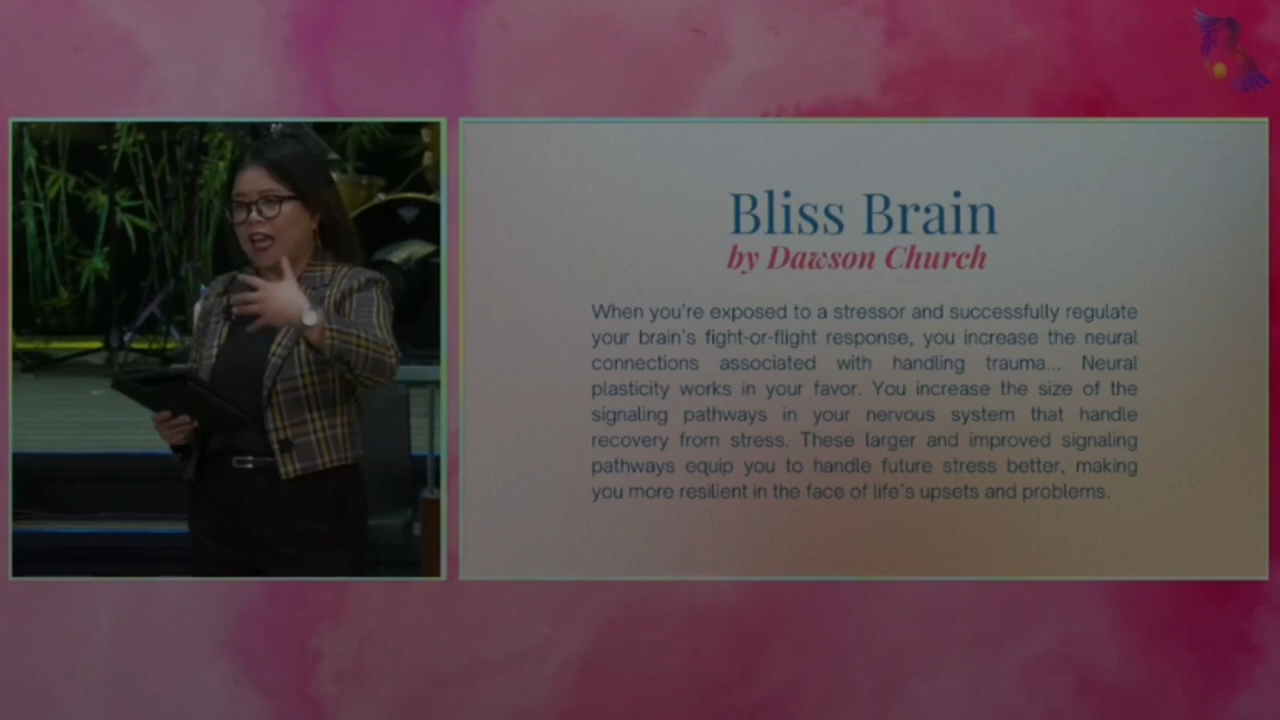 Bliss Brain
by Dawson Church
When you're exposed to a stressor and successfully regulate
your brain's fight-or-flight response, you increase the neural
connections associated with handling trauma... Neural
plasticity works in your favor. You increase the size of the
signaling pathways in your nervous system that handle
recovery from stress. These larger and improved signaling
pathways equip you to handle future stress better, making
you more resilient in the face of life's upsets and problems.